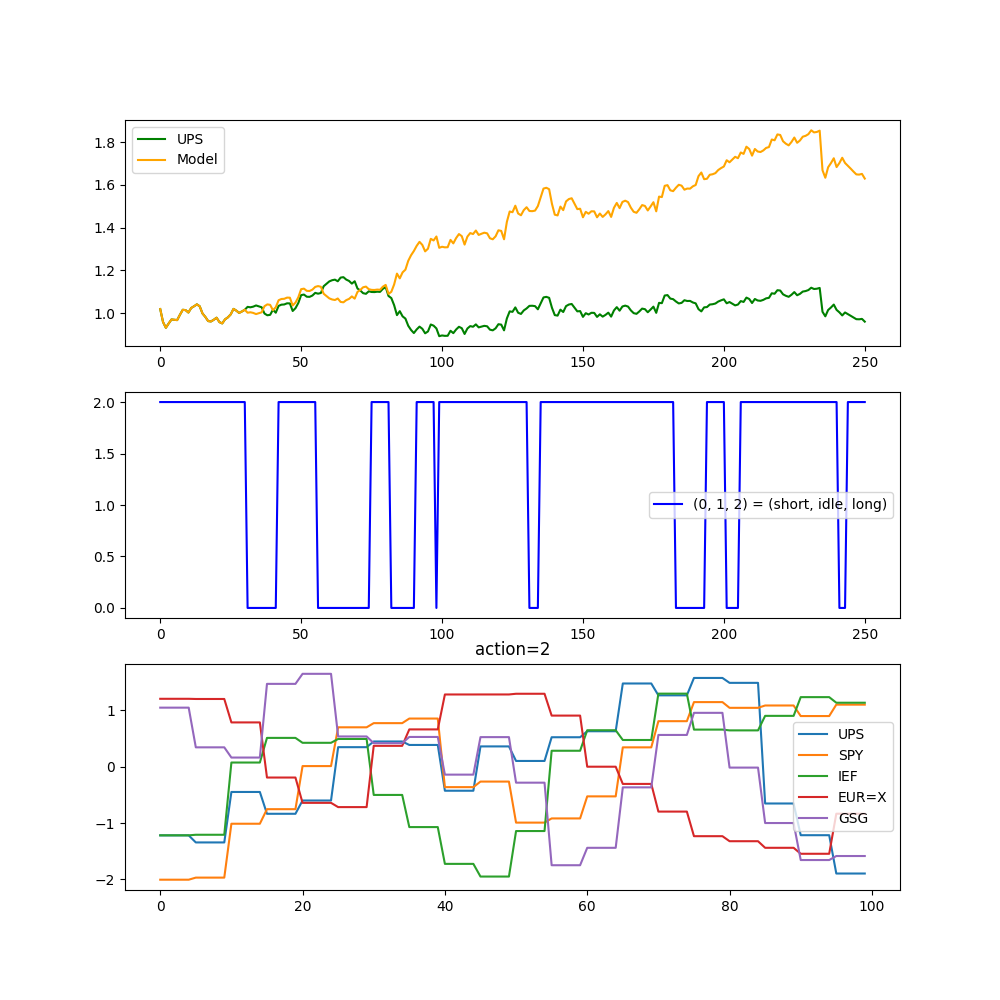 1.8
1.6
1.4
1.2
1.0
UPS
Model
0 50 100 150 200 250
2.0
1.5
1.0
0.5
0.0
(0, 1, 2) = (short, idle, long)
0 50 100 150 200 250
action=2
1
0
−1
−2
UPS
SPY
IEF
EUR=X
GSG
0 20 40 60 80 100